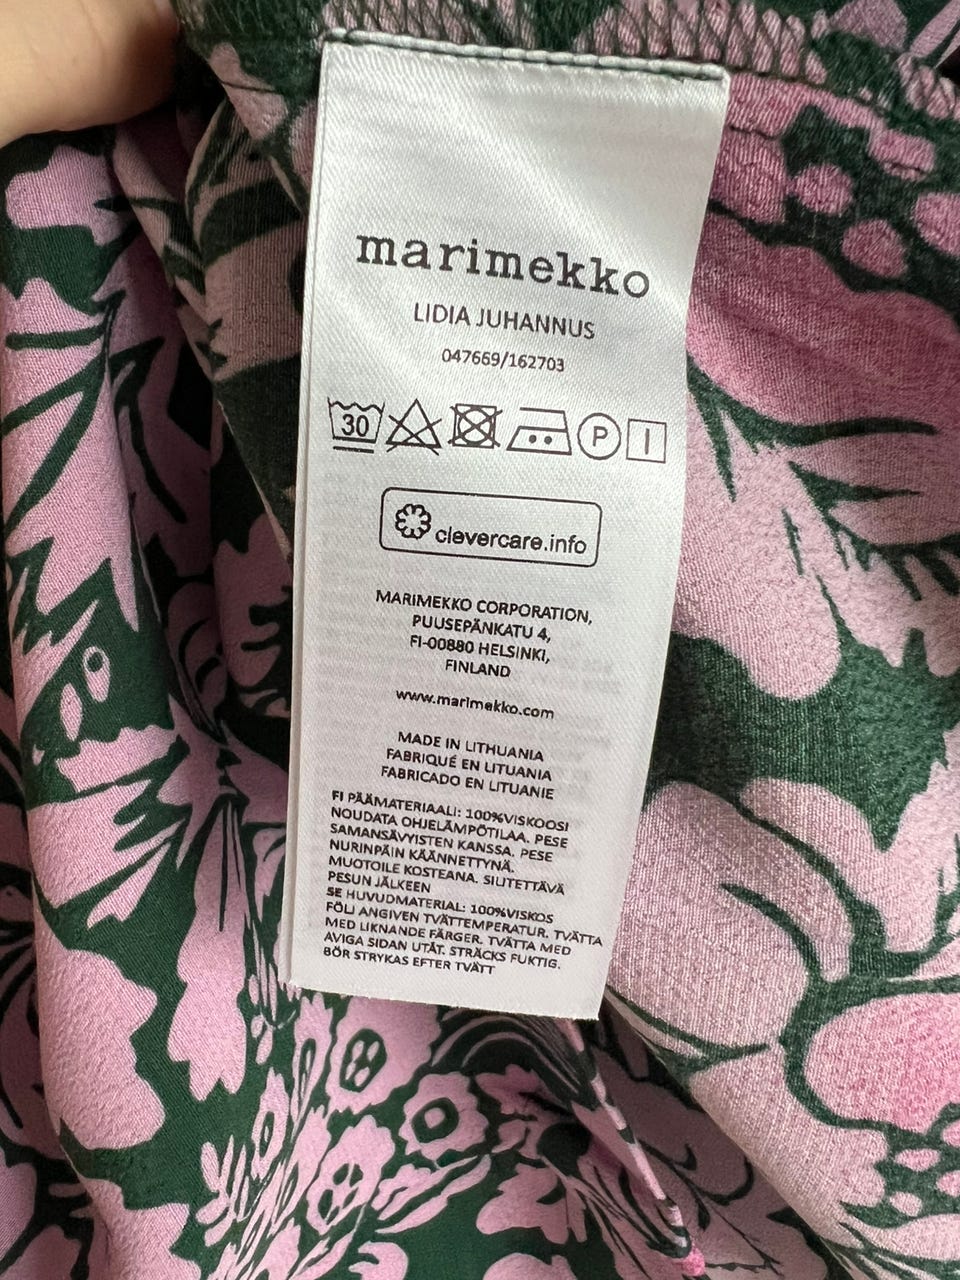 marimekko
LIDIA JUHANNUS
047669/162703
30 P I
clevercare.info
MARIMEKKO CORPORATION,
PUUSEPÄNKATU 4,
FI-00880 HELSINKI,
FINLAND
www.marimekko.com
MADE IN LITHUANIA
FABRIQUÉ EN LITUANIA
FABRICADO EN LITUANIE
FI PÄÄMATERIAALI: 100%VISKOOSI
NOUDATA OHJELÄMPÖTILAA. PESE
SAMANSÄVYISTEN KANSSA. PESE
NURINPÄIN KÄÄNNETTYNÄ.
MUOTOILE KOSTEANA. SILITETTÄVÄ
PESUN JÄLKEEN
SE HUVUDMATERIAL: 100%VISKOS
FÖLJ ANGIVEN TVÄTTEMPERATUR. TVÄTTA
MED LIKNANDE FÄRGER. TVÄTTA MED
AVIGA SIDAN UTÅT. STRÄCKS FUKTIG.
BÖR STRYKAS EFTER TVÄTT